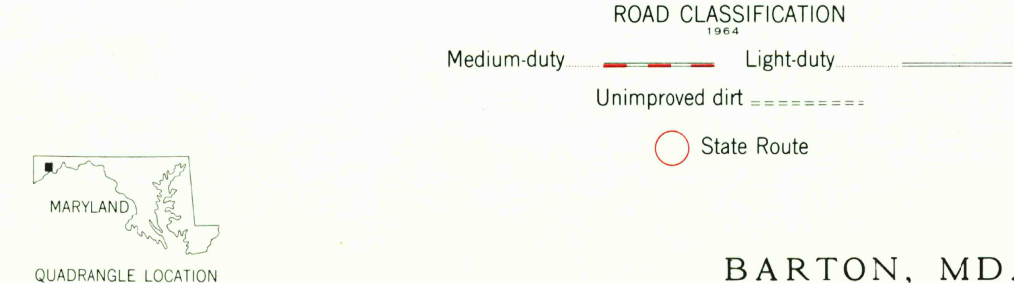 ROAD CLASSIFICATION
1964
Medium-duty Light-duty
Unimproved dirt
State Route
MARYLAND
QUADRANGLE LOCATION
BARTON, MD.